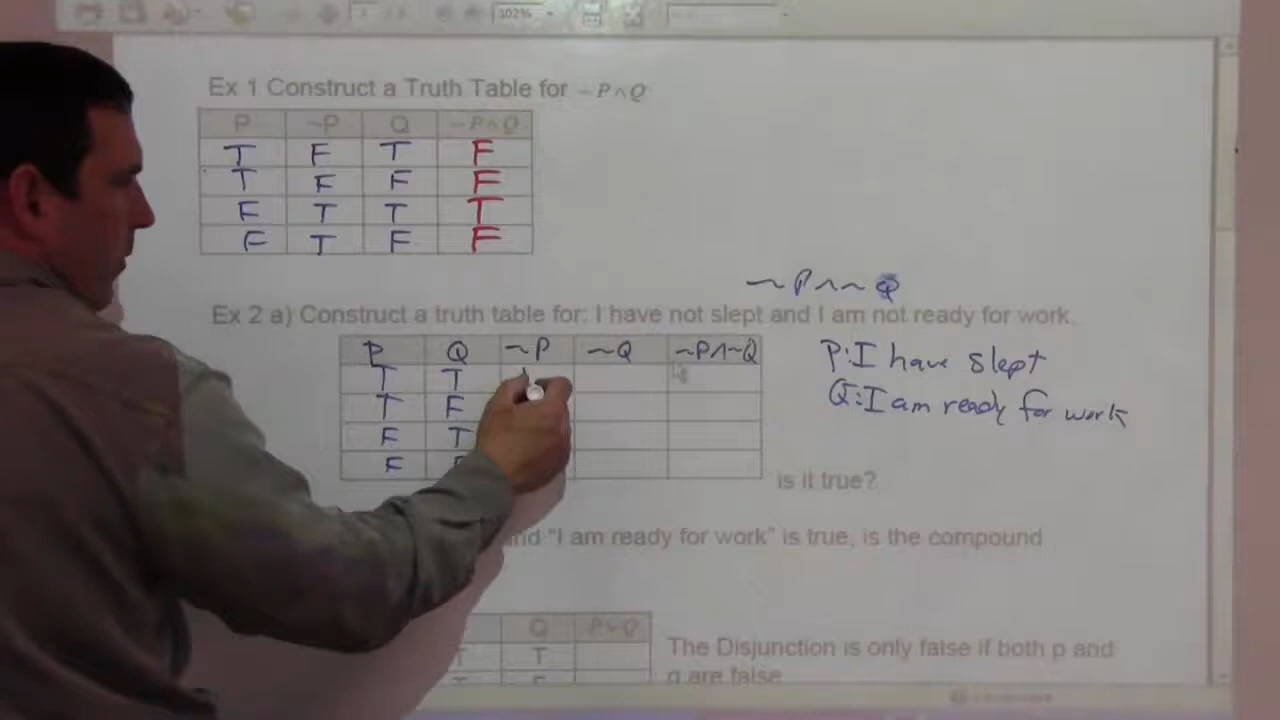 102%
Ex 1 Construct a Truth Table for ~P∧Q
P ~P Q ~P∧Q
T F T F
T F F F
F T T T
F T F F
~P∧~Q
Ex 2 a) Construct a truth table for: I have not slept and I am not ready for work.
P Q ~P ~Q ~P∧~Q
T T
T F
F T
F
P: I have slept
Q: I am ready for work
is it true?
"I am ready for work" is true, is the compound
Q P∨Q
T T
The Disjunction is only false if both p and
q are false